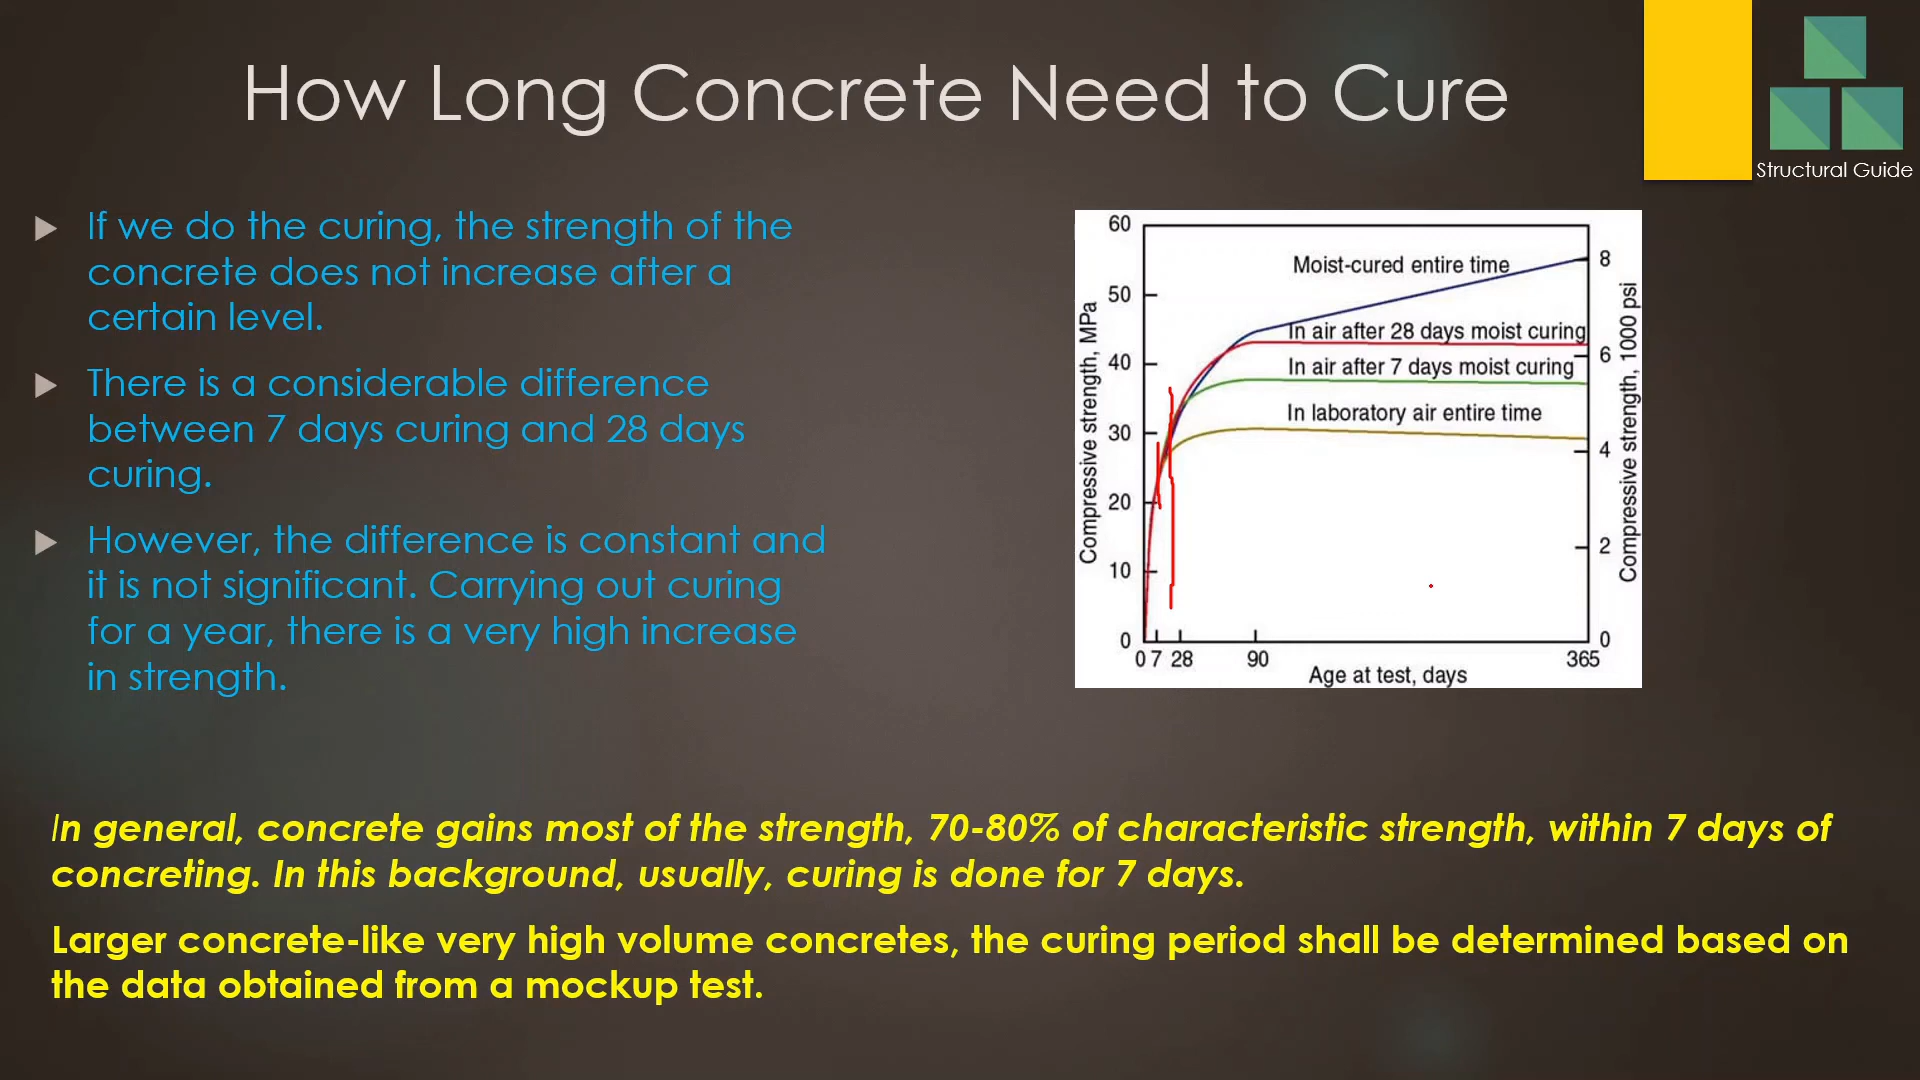 How Long Concrete Need to Cure
Structural Guide
If we do the curing, the strength of the
concrete does not increase after a
certain level.
There is a considerable difference
between 7 days curing and 28 days
curing.
However, the difference is constant and
it is not significant. Carrying out curing
for a year, there is a very high increase
in strength.
60
50
40
30
20
10
0
Compressive strength, MPa
Moist-cured entire time
In air after 28 days moist curing
In air after 7 days moist curing
In laboratory air entire time
8
6
4
2
0
Compressive strength, 1000 psi
0 7 28 90 365
Age at test, days
In general, concrete gains most of the strength, 70-80% of characteristic strength, within 7 days of
concreting. In this background, usually, curing is done for 7 days.
Larger concrete-like very high volume concretes, the curing period shall be determined based on
the data obtained from a mockup test.